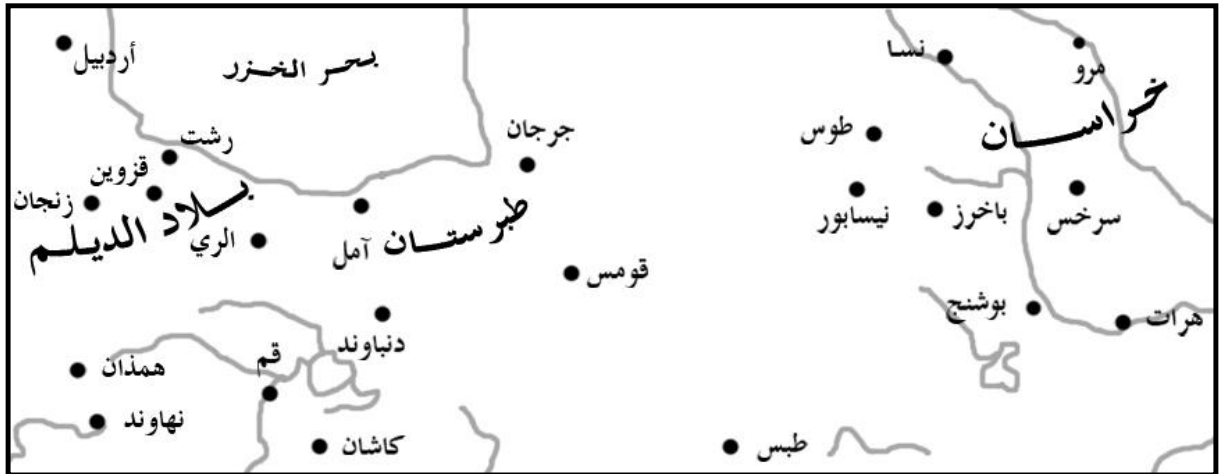 بحر الخزر
نسا
مرو
أردبيل
خراسان
جرجان
طوس
رشت
قزوين
سرخس
باخرز
نيسابور
طبرستان
بلاد الديلم
زنجان
آمل
الري
قومس
هرات
بوشنج
دنباوند
قم
همذان
نهاوند
كاشان
طبس